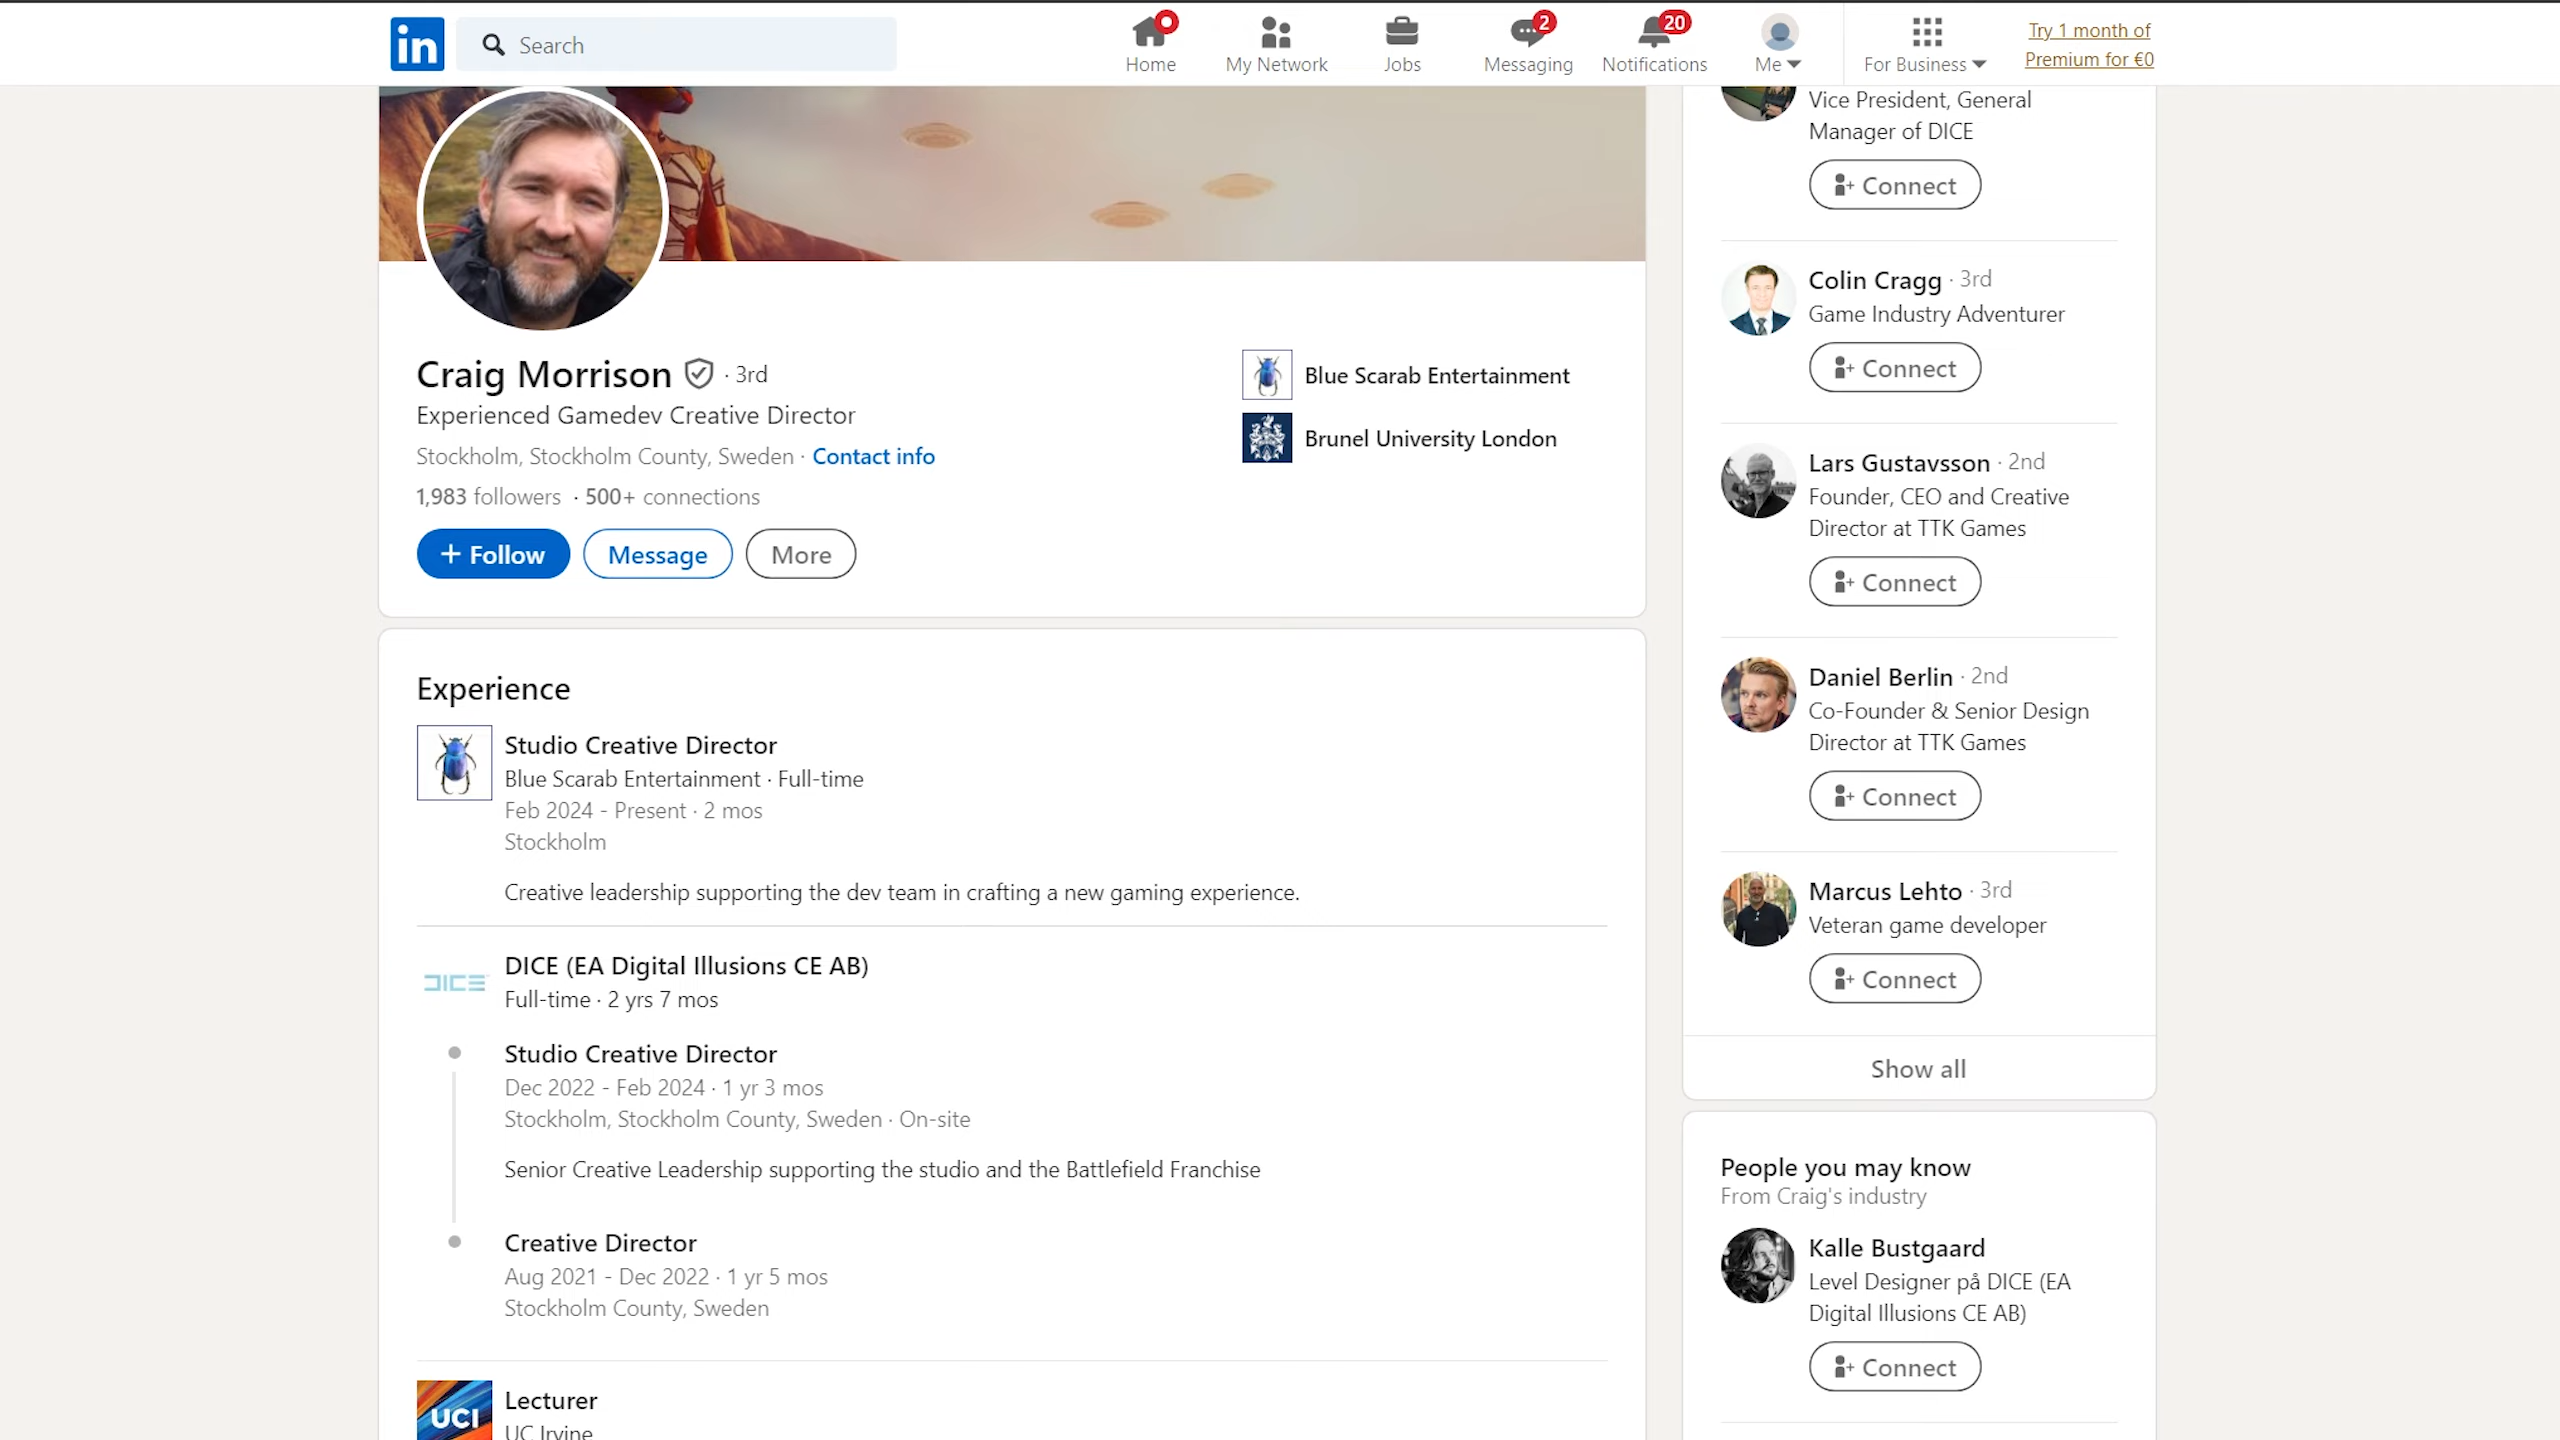 in
Search
Home
My Network
Jobs
2
Messaging
20
Notifications
Me
For Business
Try 1 month of
Premium for €0
Craig Morrison · 3rd
Experienced Gamedev Creative Director
Stockholm, Stockholm County, Sweden · Contact info
1,983 followers · 500+ connections
+ Follow
Message
More
Blue Scarab Entertainment
Brunel University London
Experience
Studio Creative Director
Blue Scarab Entertainment · Full-time
Feb 2024 - Present · 2 mos
Stockholm
Creative leadership supporting the dev team in crafting a new gaming experience.
DICE
DICE (EA Digital Illusions CE AB)
Full-time · 2 yrs 7 mos
Studio Creative Director
Dec 2022 - Feb 2024 · 1 yr 3 mos
Stockholm, Stockholm County, Sweden · On-site
Senior Creative Leadership supporting the studio and the Battlefield Franchise
Creative Director
Aug 2021 - Dec 2022 · 1 yr 5 mos
Stockholm County, Sweden
UCI
Lecturer
UC Irvine
Vice President, General
Manager of DICE
Connect
Colin Cragg · 3rd
Game Industry Adventurer
Connect
Lars Gustavsson · 2nd
Founder, CEO and Creative
Director at TTK Games
Connect
Daniel Berlin · 2nd
Co-Founder & Senior Design
Director at TTK Games
Connect
Marcus Lehto · 3rd
Veteran game developer
Connect
Show all
People you may know
From Craig's industry
Kalle Bustgaard
Level Designer på DICE (EA
Digital Illusions CE AB)
Connect